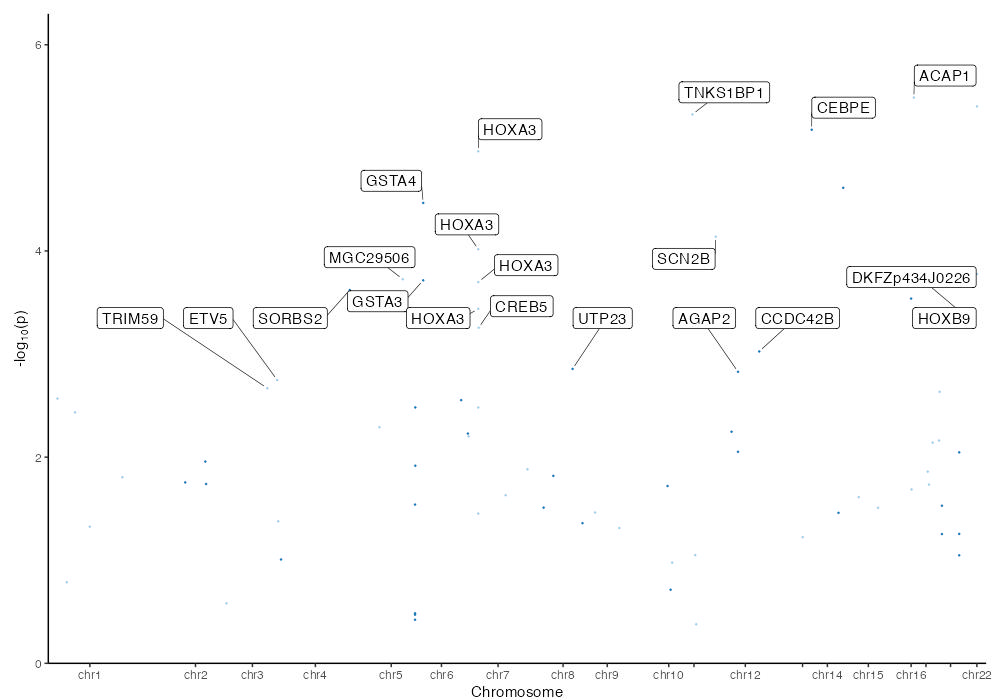 6
ACAP1
TNKS1BP1
CEBPE
HOXA3
GSTA4
HOXA3
4
MGC29506
HOXA3
SCN2B
DKFZp434J0226
GSTA3
CREB5
TRIM59 ETV5 SORBS2 HOXA3 UTP23 AGAP2 CCDC42B HOXB9
-log10(p)
2
0
chr1 chr2 chr3 chr4 chr5 chr6 chr7 chr8 chr9 chr10 chr12 chr14 chr15 chr16 chr22
Chromosome